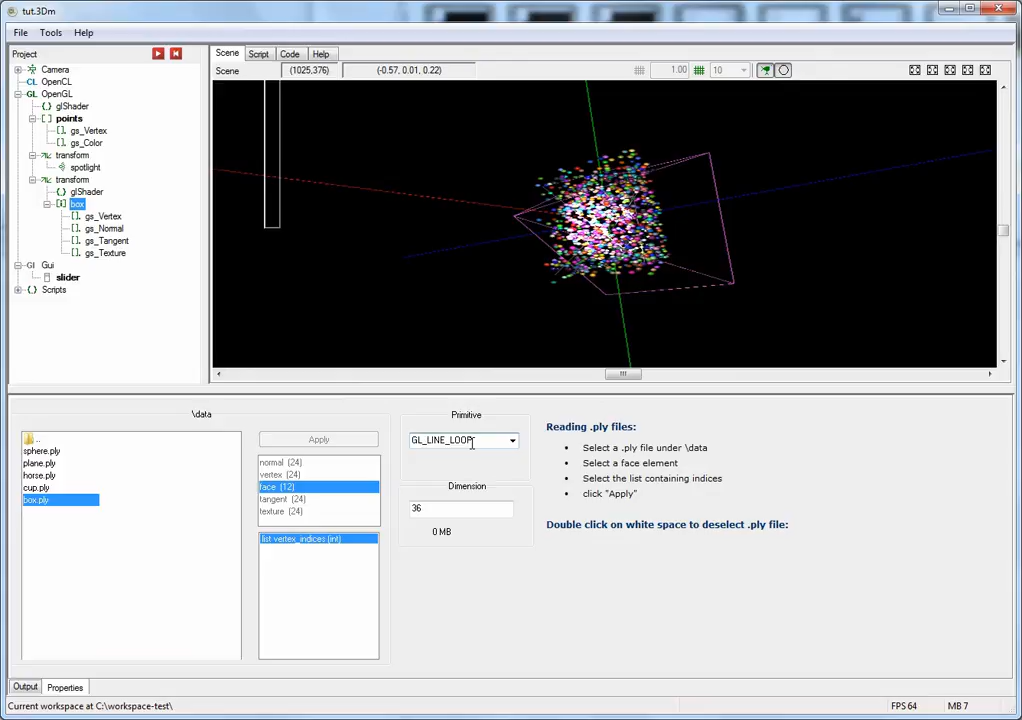 tut.3Dm
File Tools Help
Project
Scene Script Code Help
Scene (1025,376) (-0.57, 0.01, 0.22) 1.00 10
Camera
CL OpenCL
GL OpenGL
glShader
points
gs_Vertex
gs_Color
transform
spotlight
transform
glShader
box
gs_Vertex
gs_Normal
gs_Tangent
gs_Texture
GI Gui
slider
Scripts
\data
..
sphere.ply
plane.ply
horse.ply
cup.ply
box.ply
Apply
normal (24)
vertex (24)
face (12)
tangent (24)
texture (24)
list vertex_indices (int)
Primitive
GL_LINE_LOOP
Dimension
36
0 MB
Reading .ply files:
Select a .ply file under \data
Select a face element
Select the list containing indices
click "Apply"
Double click on white space to deselect .ply file:
Output Properties
Current workspace at C:\workspace-test\ FPS 64 MB 7